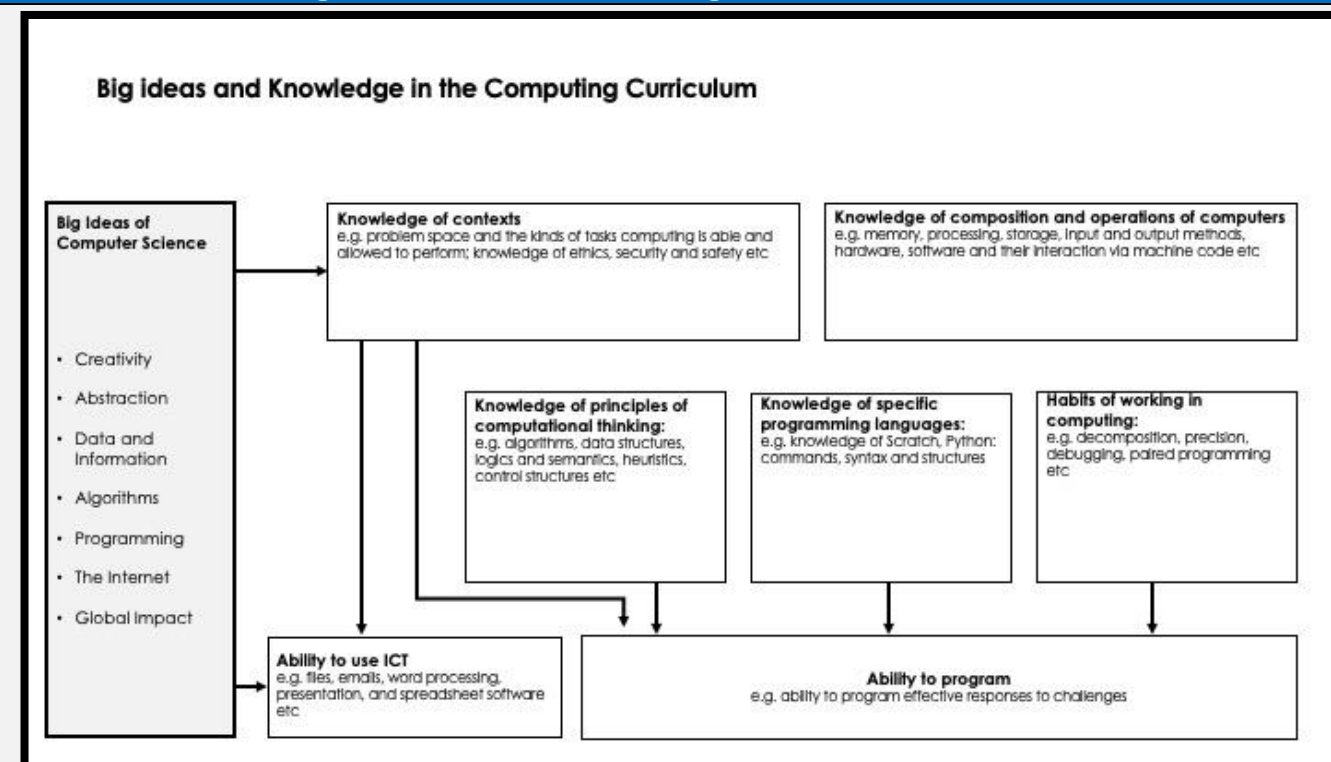 Big ideas and Knowledge in the Computing Curriculum
Big Ideas of
Computer Science
• Creativity
• Abstraction
• Data and
Information
• Algorithms
• Programming
• The Internet
• Global Impact
Knowledge of contexts
e.g. problem space and the kinds of tasks computing is able and
allowed to perform; knowledge of ethics, security and safety etc
Knowledge of composition and operations of computers
e.g. memory, processing, storage, input and output methods,
hardware, software and their interaction via machine code etc
Knowledge of principles of
computational thinking:
e.g. algorithms, data structures,
logics and semantics, heuristics,
control structures etc
Knowledge of specific
programming languages:
e.g. knowledge of Scratch, Python:
commands, syntax and structures
Habits of working in
computing:
e.g. decomposition, precision,
debugging, paired programming
etc
Ability to use ICT
e.g. files, emails, word processing,
presentation, and spreadsheet software
etc
Ability to program
e.g. ability to program effective responses to challenges